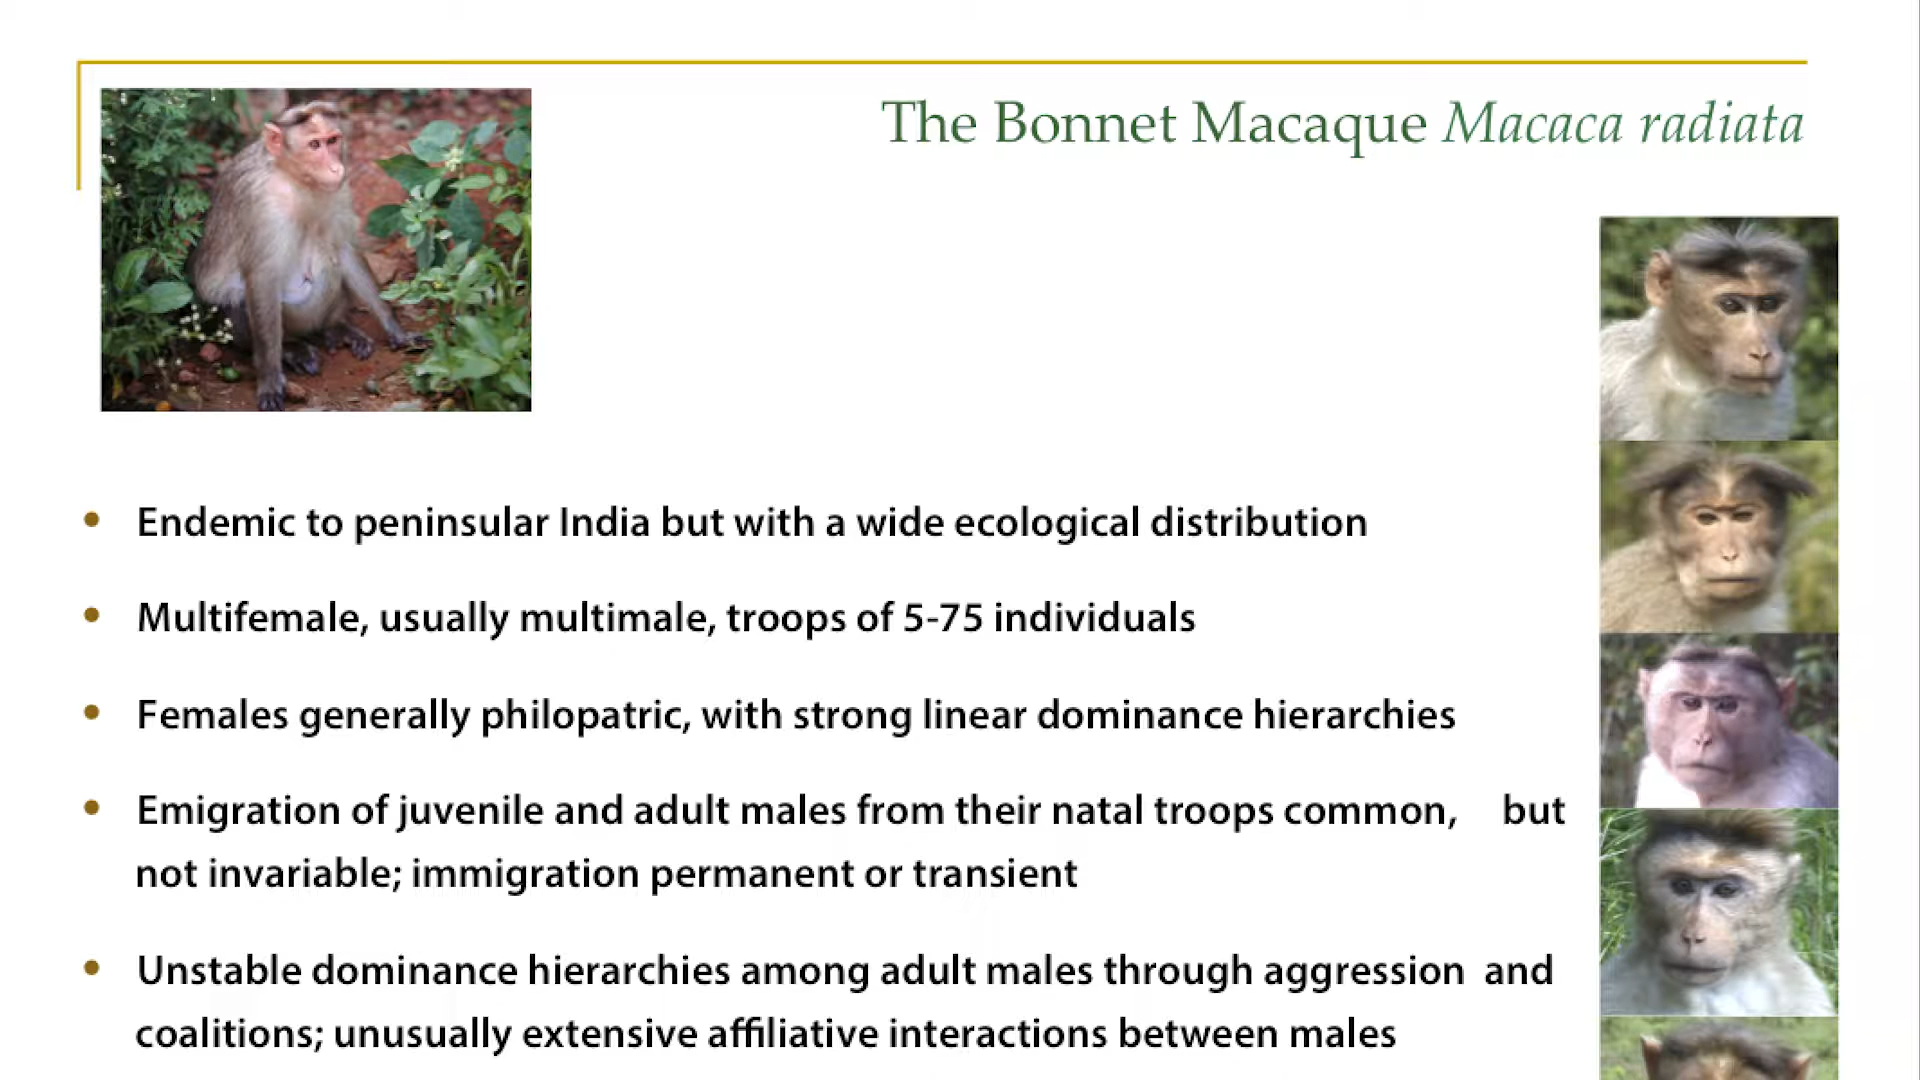 The Bonnet Macaque Macaca radiata
• Endemic to peninsular India but with a wide ecological distribution
• Multifemale, usually multimale, troops of 5-75 individuals
• Females generally philopatric, with strong linear dominance hierarchies
• Emigration of juvenile and adult males from their natal troops common, but
not invariable; immigration permanent or transient
• Unstable dominance hierarchies among adult males through aggression and
coalitions; unusually extensive affiliative interactions between males